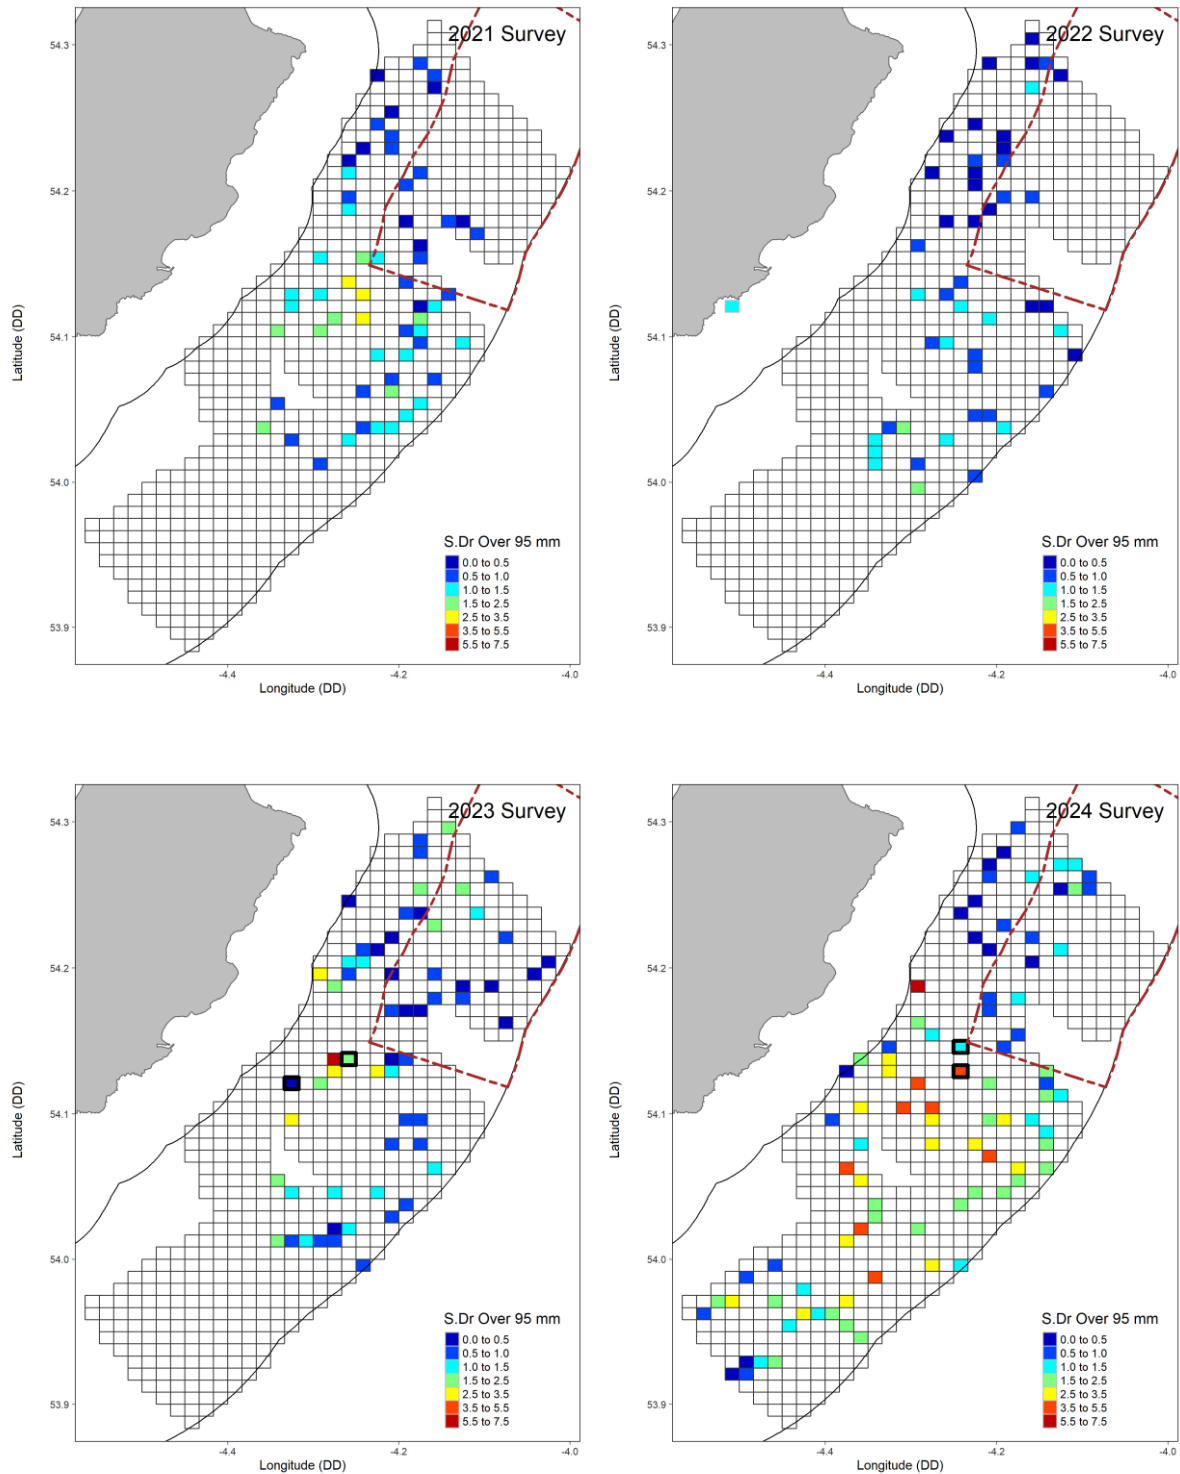 2021 Survey
54.3
54.2
54.1
54.0
53.9
Latitude (DD)
S.Dr Over 95 mm
0.0 to 0.5
0.5 to 1.0
1.0 to 1.5
1.5 to 2.5
2.5 to 3.5
3.5 to 5.5
5.5 to 7.5
-4.4
-4.2
-4.0
Longitude (DD)
2022 Survey
54.3
54.2
54.1
54.0
53.9
Latitude (DD)
S.Dr Over 95 mm
0.0 to 0.5
0.5 to 1.0
1.0 to 1.5
1.5 to 2.5
2.5 to 3.5
3.5 to 5.5
5.5 to 7.5
-4.4
-4.2
-4.0
Longitude (DD)
2023 Survey
54.3
54.2
54.1
54.0
53.9
Latitude (DD)
S.Dr Over 95 mm
0.0 to 0.5
0.5 to 1.0
1.0 to 1.5
1.5 to 2.5
2.5 to 3.5
3.5 to 5.5
5.5 to 7.5
-4.4
-4.2
-4.0
Longitude (DD)
2024 Survey
54.3
54.2
54.1
54.0
53.9
Latitude (DD)
S.Dr Over 95 mm
0.0 to 0.5
0.5 to 1.0
1.0 to 1.5
1.5 to 2.5
2.5 to 3.5
3.5 to 5.5
5.5 to 7.5
-4.4
-4.2
-4.0
Longitude (DD)